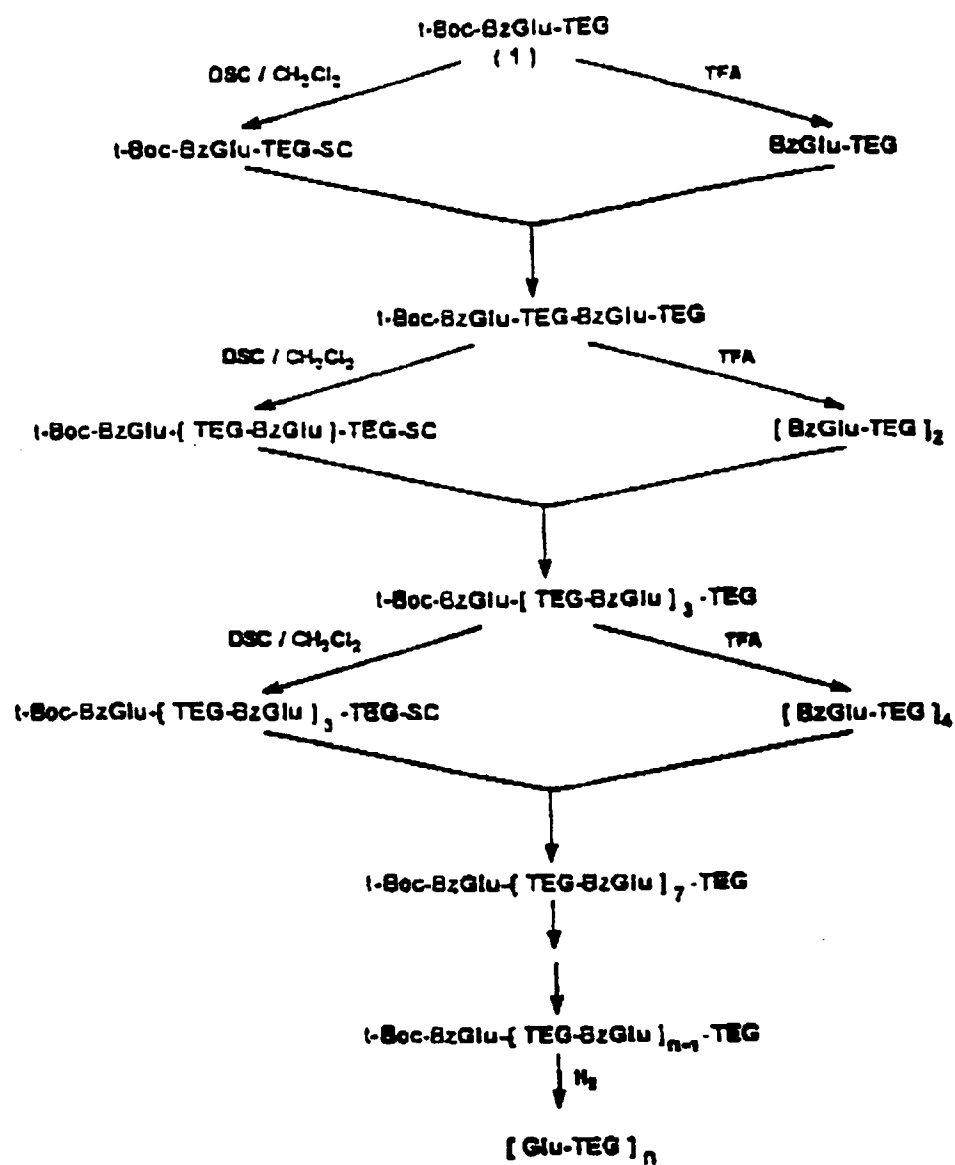 t-Boc-BzGlu-TEG
( 1 )
DSC / CH2Cl2
TFA
t-Boc-BzGlu-TEG-SC
BzGlu-TEG
t-Boc-BzGlu-TEG-BzGlu-TEG
DSC / CH2Cl2
TFA
t-Boc-BzGlu-[ TEG-BzGlu ]-TEG-SC
[ BzGlu-TEG ]2
t-Boc-BzGlu-[ TEG-BzGlu ]3-TEG
DSC / CH2Cl2
TFA
t-Boc-BzGlu-[ TEG-BzGlu ]3-TEG-SC
[ BzGlu-TEG ]4
t-Boc-BzGlu-[ TEG-BzGlu ]7-TEG
t-Boc-BzGlu-[ TEG-BzGlu ]n-1-TEG
H2
[ Glu-TEG ]n